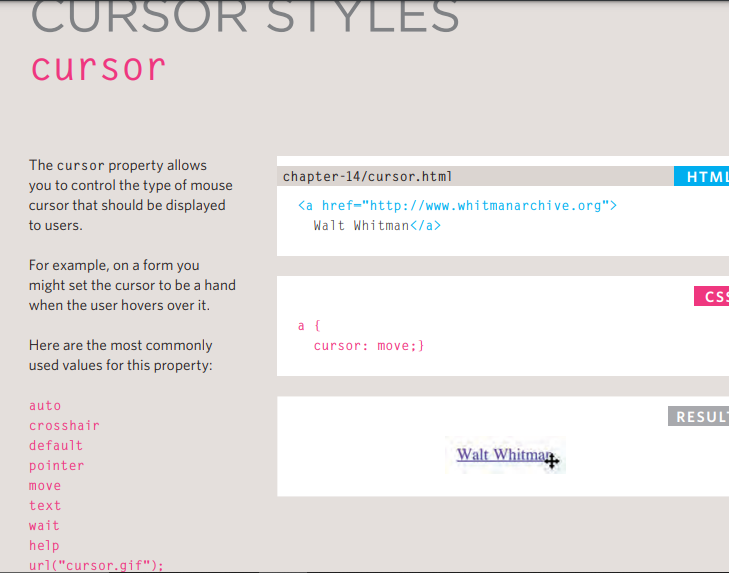 CURSOR STYLES
cursor
The cursor property allows
you to control the type of mouse
cursor that should be displayed
to users.
For example, on a form you
might set the cursor to be a hand
when the user hovers over it.
Here are the most commonly
used values for this property:
auto
crosshair
default
pointer
move
text
wait
help
url("cursor.gif");
chapter-14/cursor.html
HTML
<a href="http://www.whitmanarchive.org">
Walt Whitman</a>
CSS
a {
cursor: move;}
RESULT
Walt Whitman